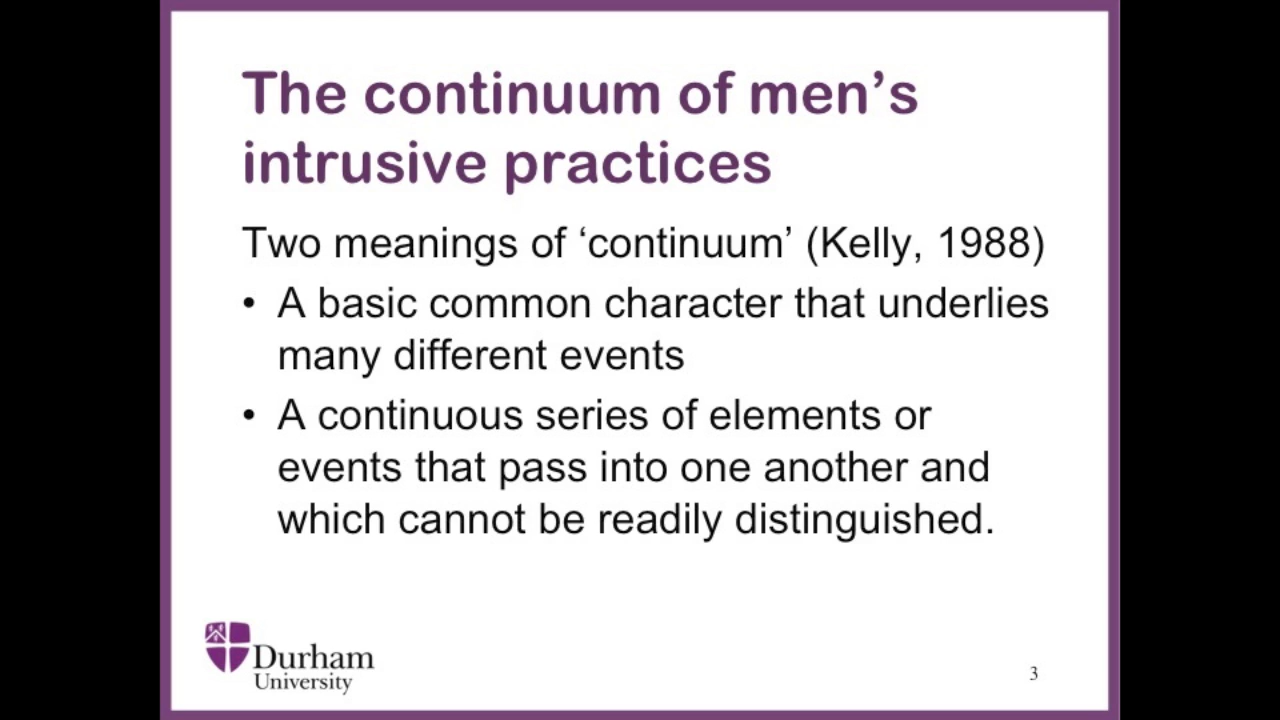 The continuum of men’s
intrusive practices
Two meanings of ‘continuum’ (Kelly, 1988)
• A basic common character that underlies
many different events
• A continuous series of elements or
events that pass into one another and
which cannot be readily distinguished.
Durham
University
3